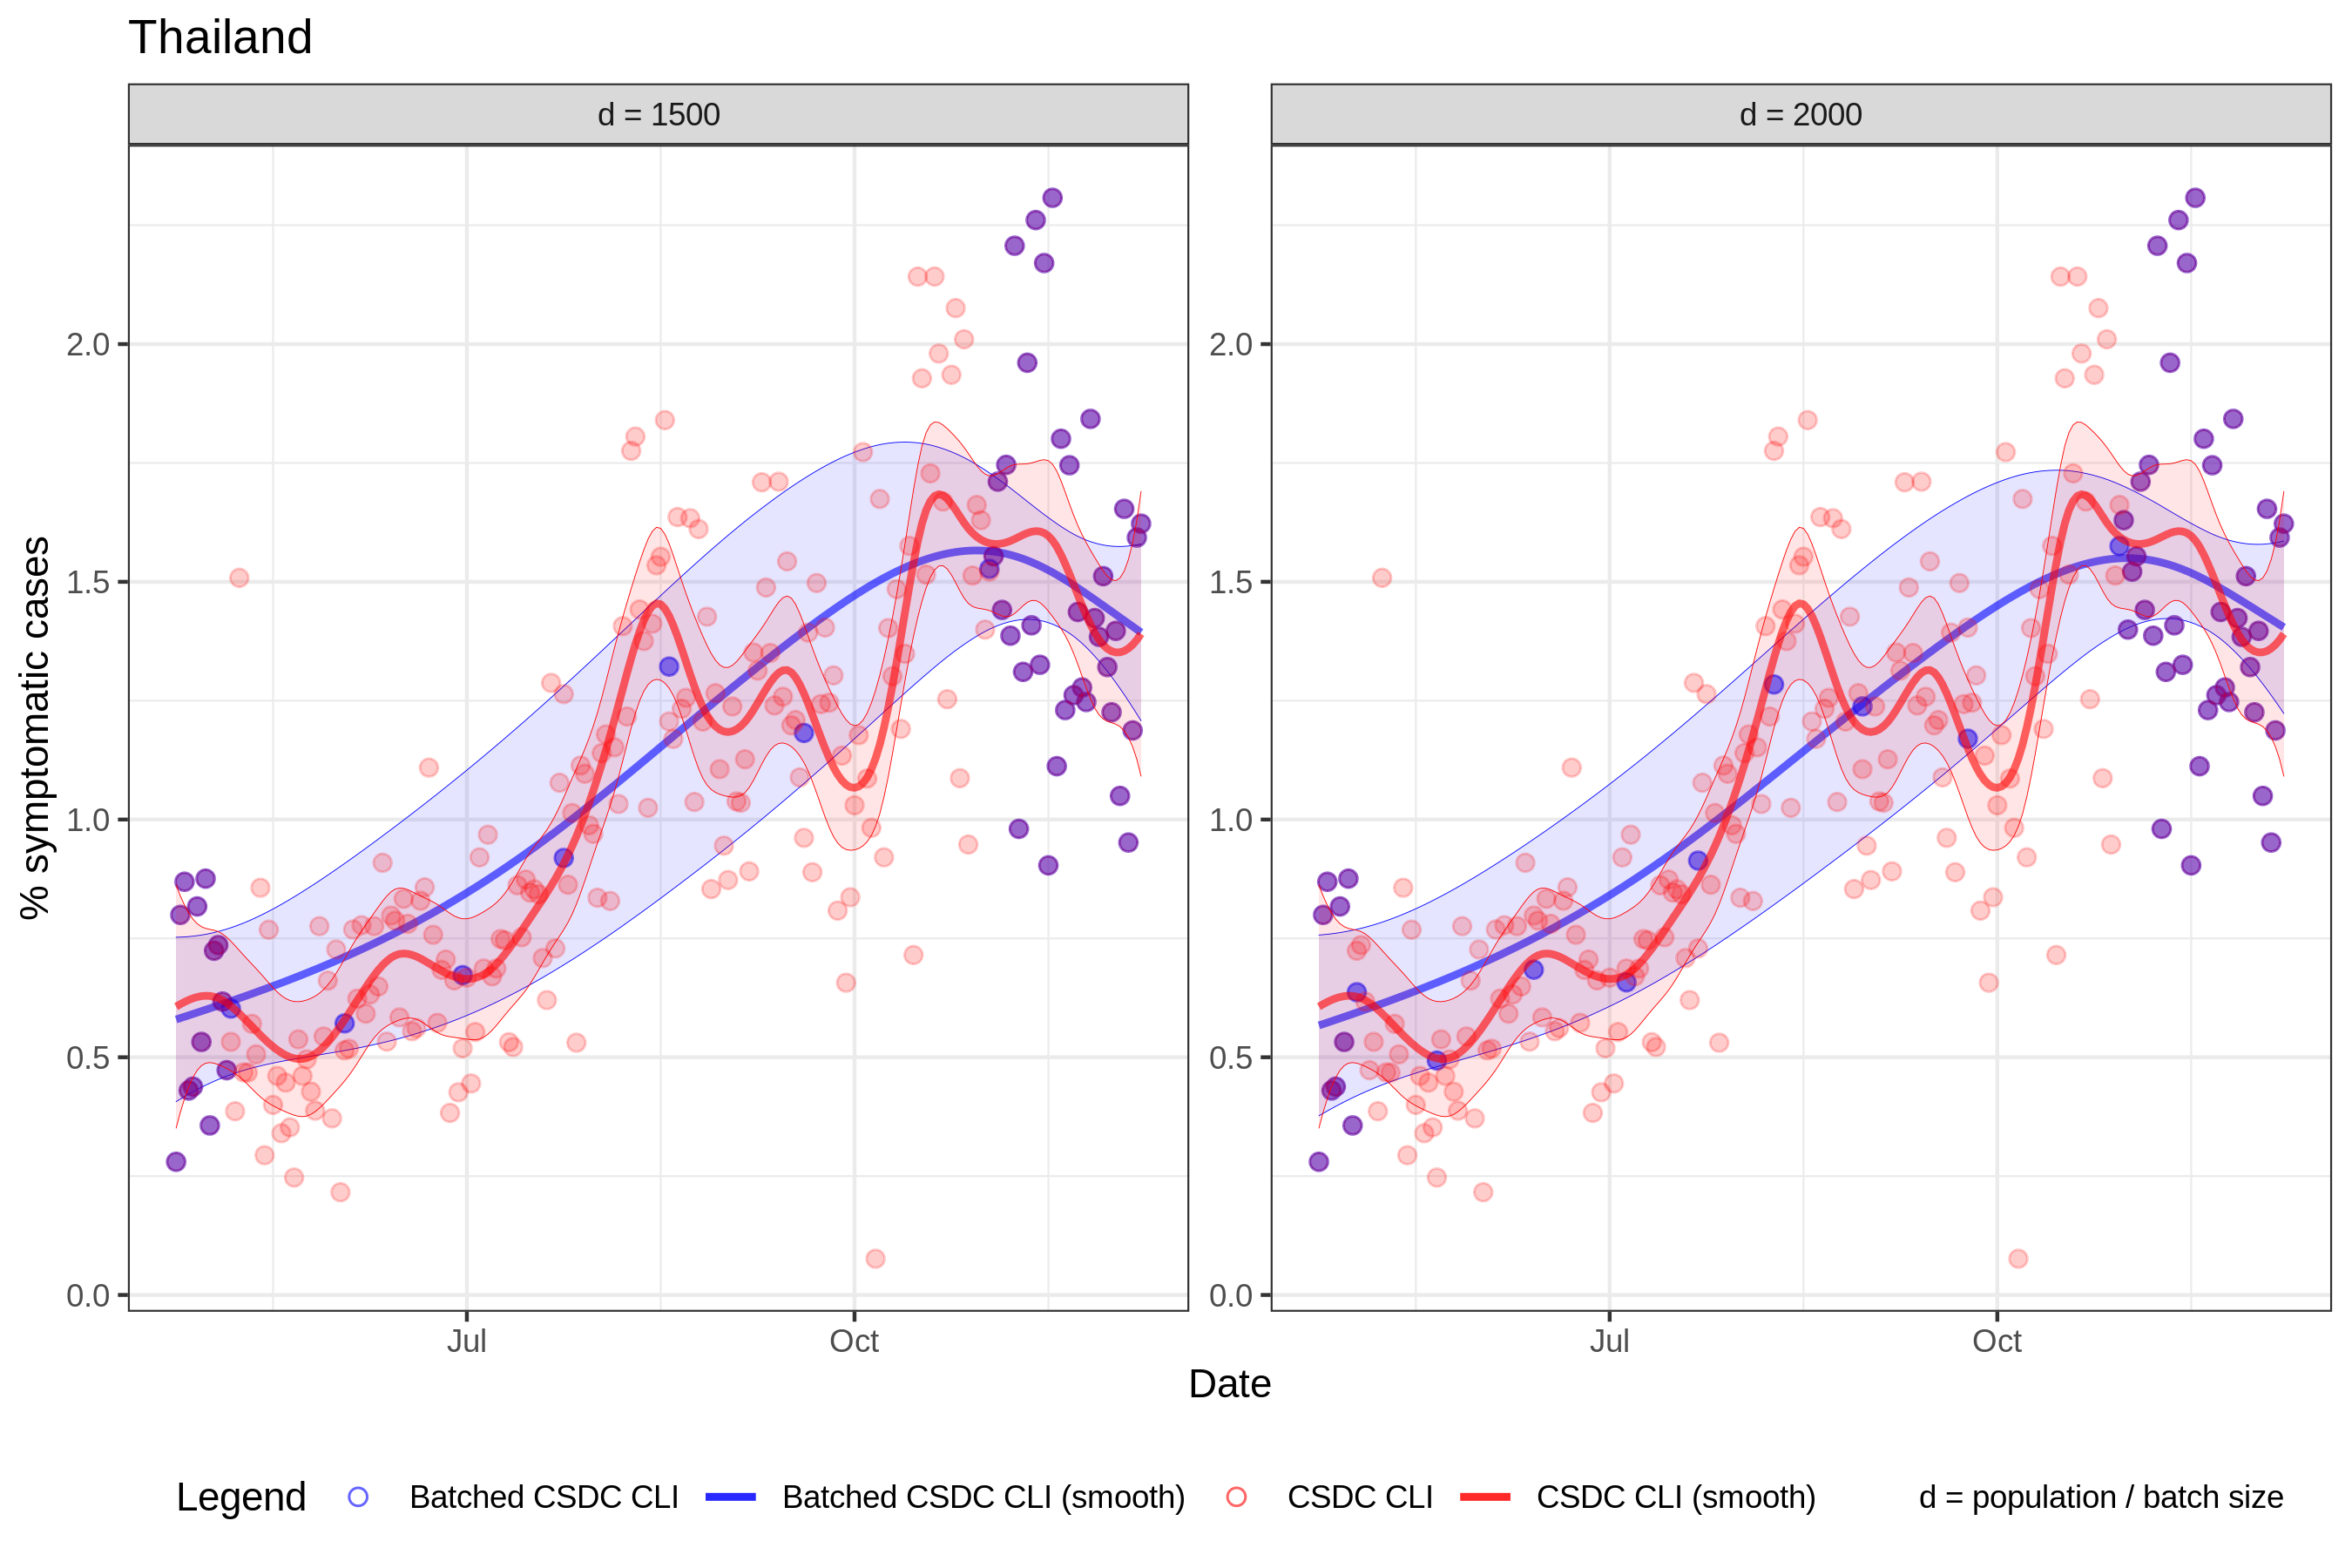 Thailand
d = 1500
d = 2000
% symptomatic cases
2.0
1.5
1.0
0.5
0.0
2.0
1.5
1.0
0.5
0.0
Jul
Oct
Jul
Oct
Date
Legend
Batched CSDC CLI
Batched CSDC CLI (smooth)
CSDC CLI
CSDC CLI (smooth)
d = population / batch size